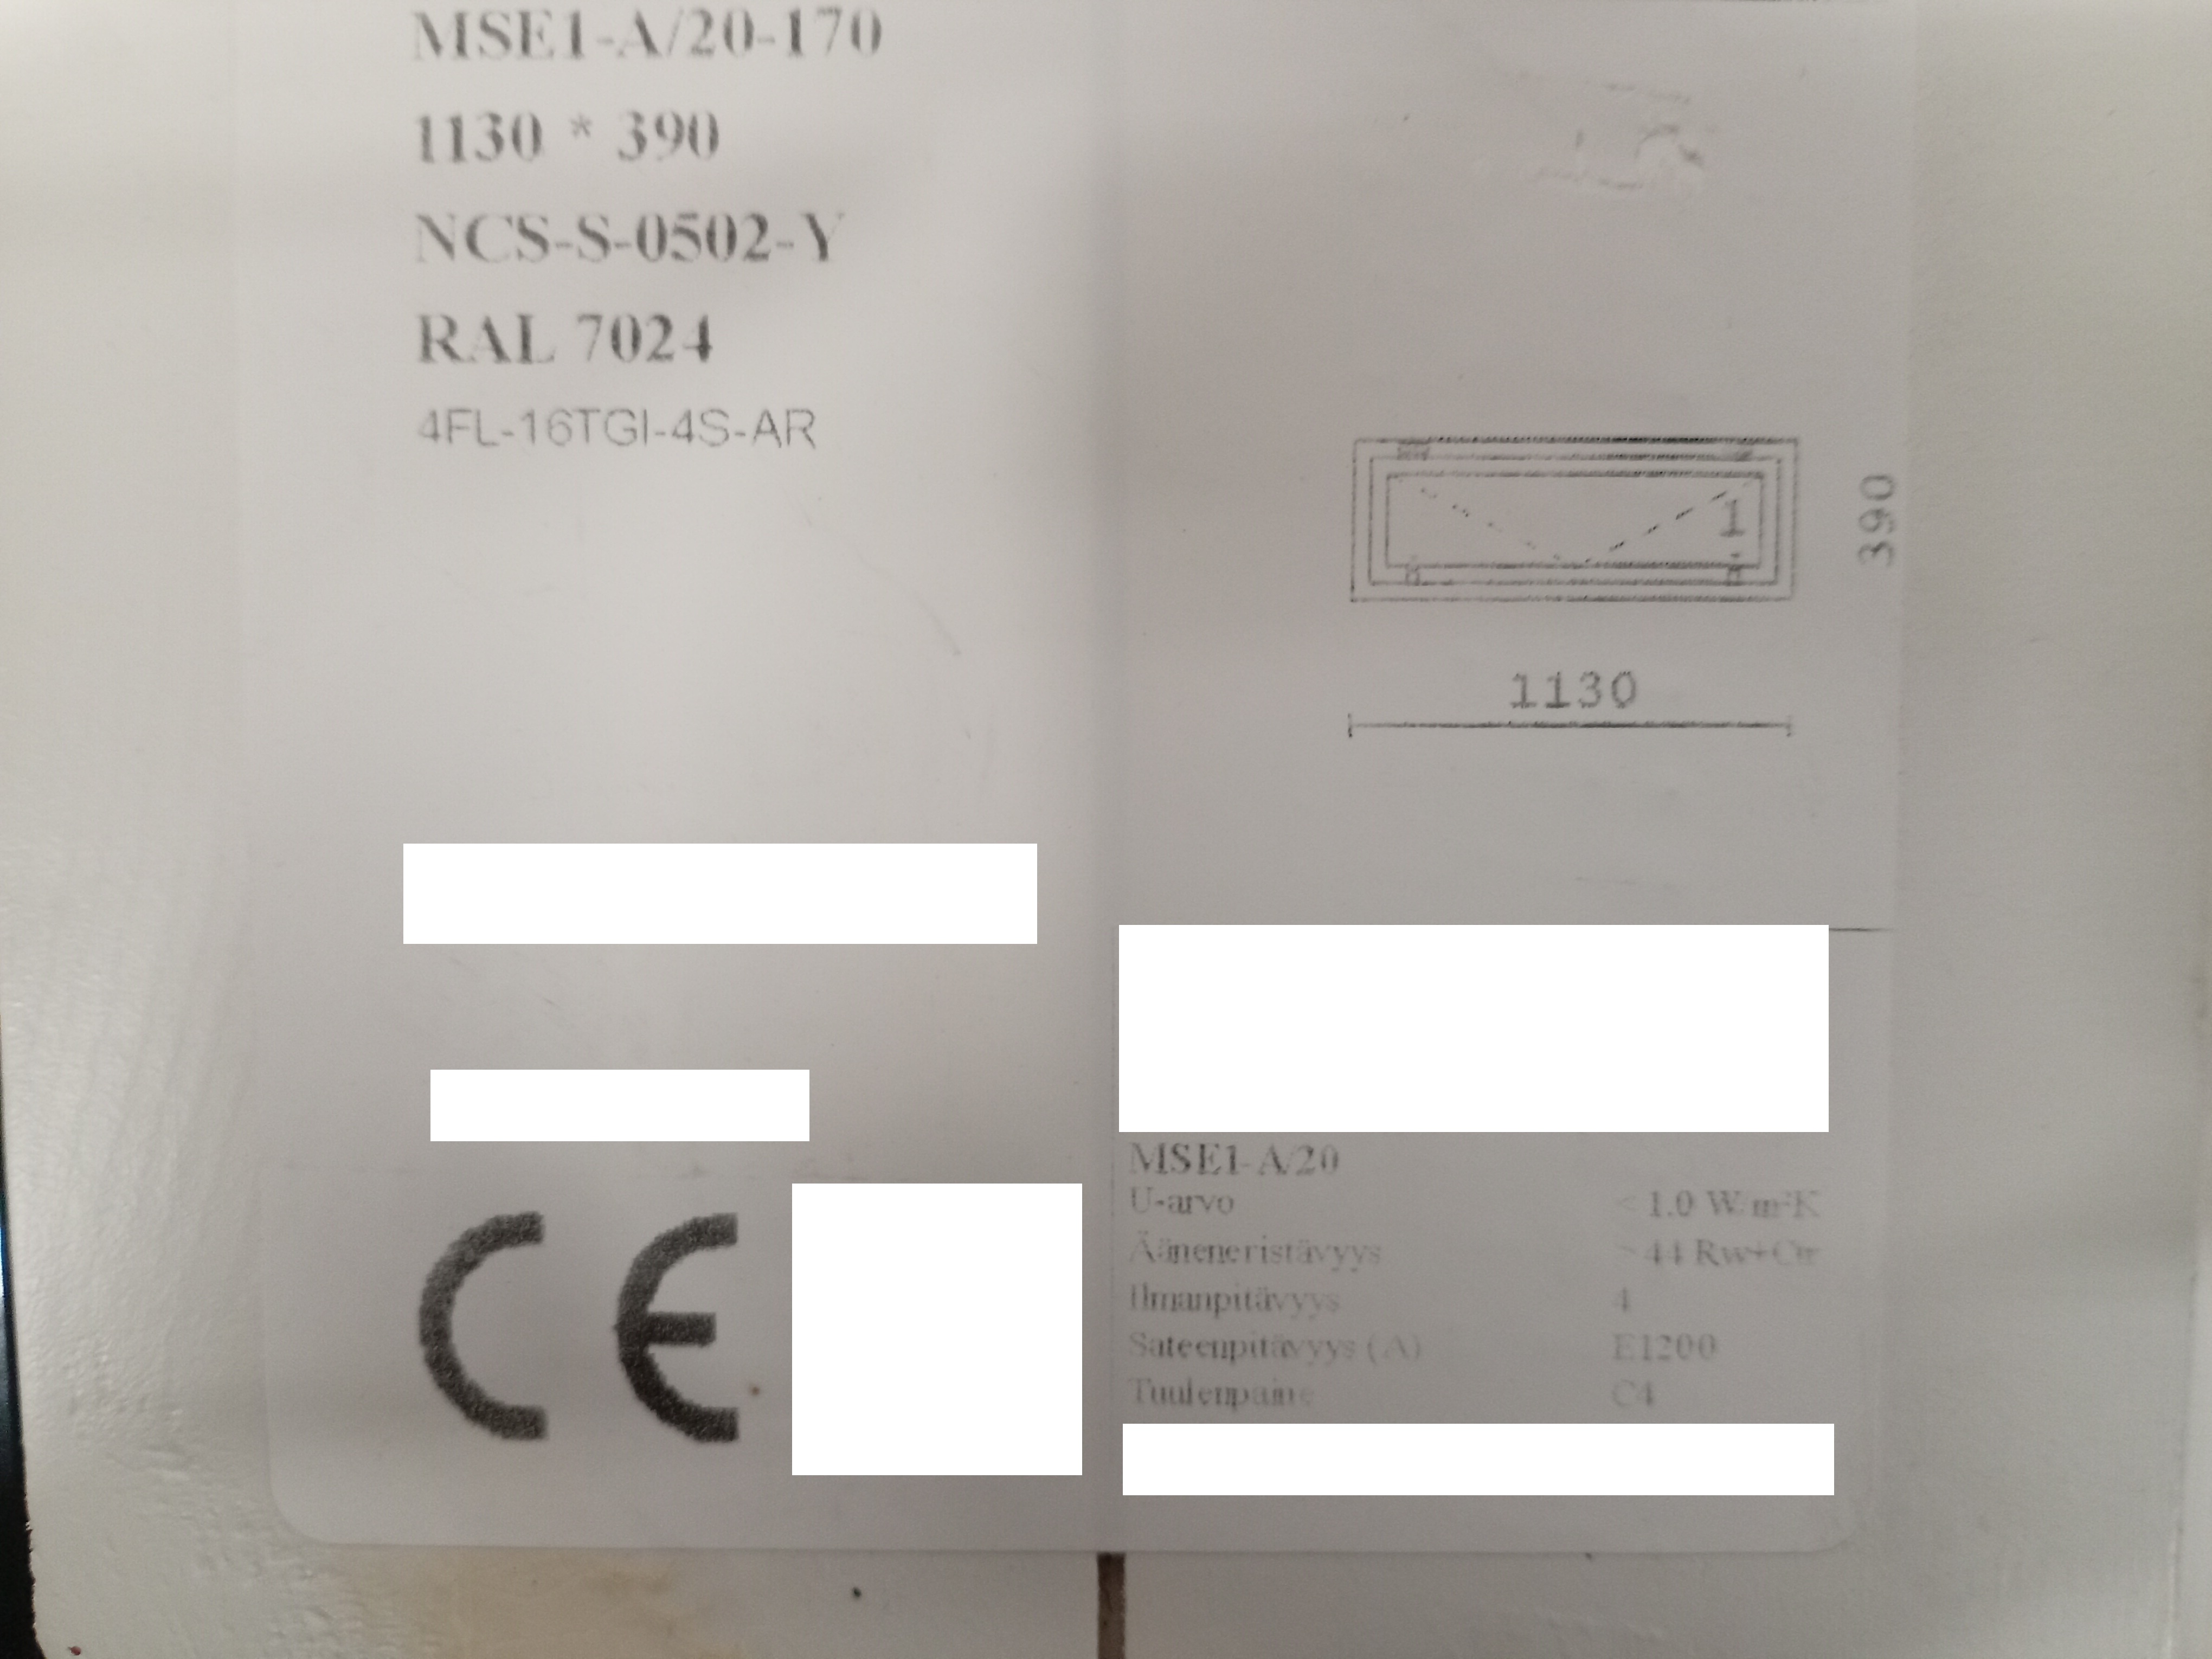 MSE1-A/20-170
1130 * 390
NCS-S-0502-Y
RAL 7024
4FL-16TGI-4S-AR
1
390
1130
CE
MSE1-A/20
U-arvo < 1.0 W/m²K
Ääneneristävyys 44 Rw+Ctr
Ilmanpitävyys 4
Sateenpitävyys (A) E1200
Tuulenpaine C4